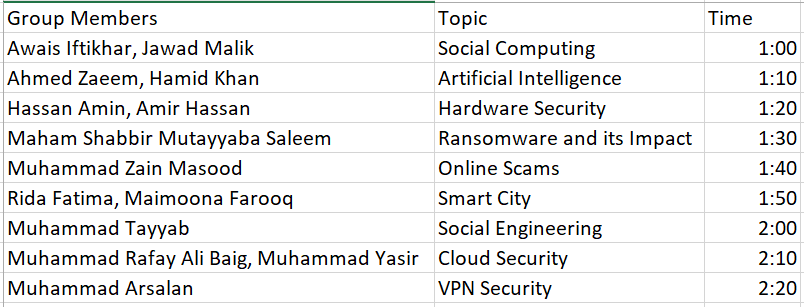 Group Members Topic Time
Awais Iftikhar, Jawad Malik Social Computing 1:00
Ahmed Zaeem, Hamid Khan Artificial Intelligence 1:10
Hassan Amin, Amir Hassan Hardware Security 1:20
Maham Shabbir Mutayyaba Saleem Ransomware and its Impact 1:30
Muhammad Zain Masood Online Scams 1:40
Rida Fatima, Maimoona Farooq Smart City 1:50
Muhammad Tayyab Social Engineering 2:00
Muhammad Rafay Ali Baig, Muhammad Yasir Cloud Security 2:10
Muhammad Arsalan VPN Security 2:20